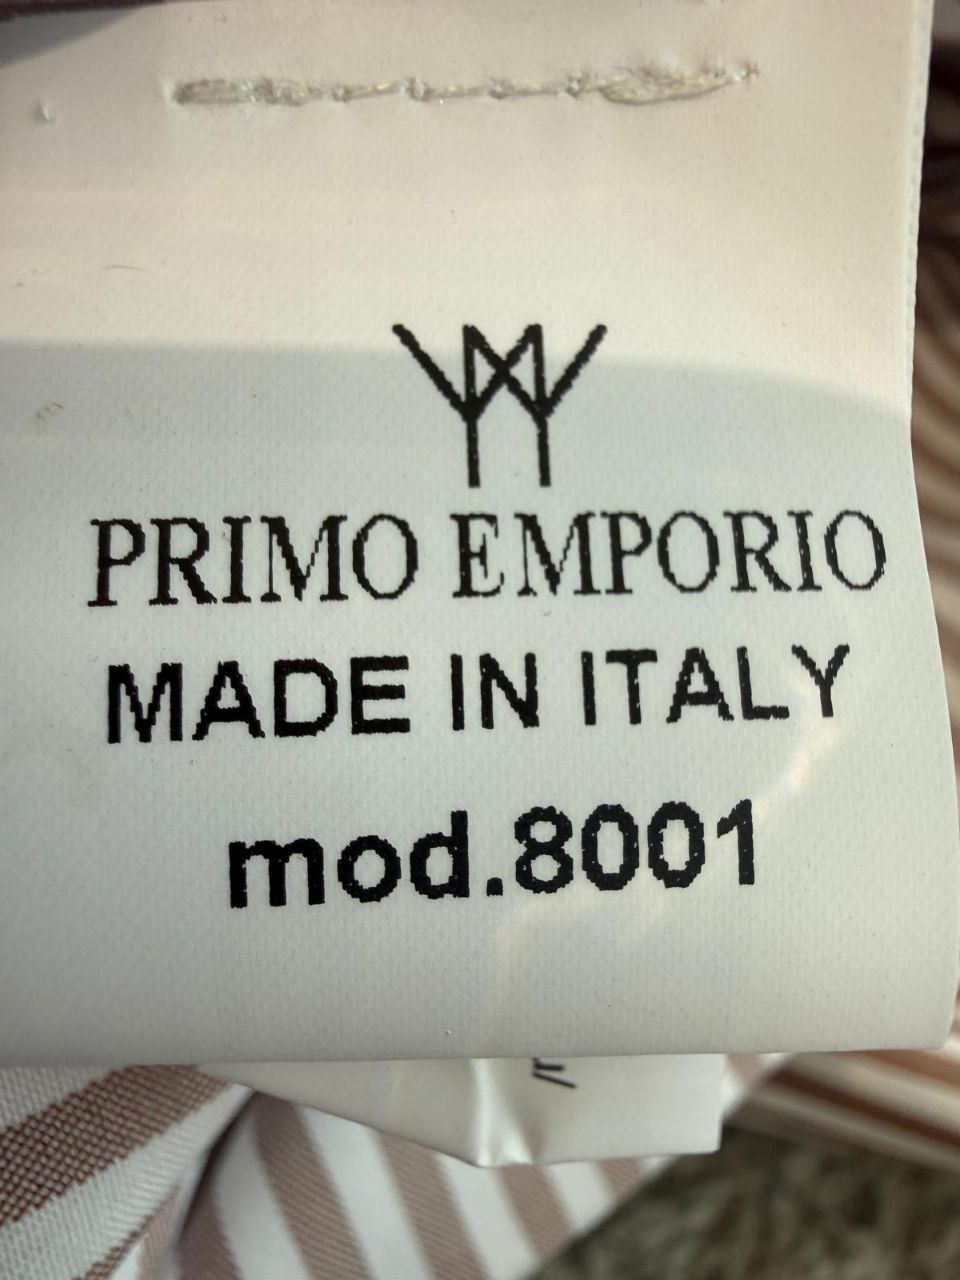 PRIMO EMPORIO
MADE IN ITALY
mod.8001